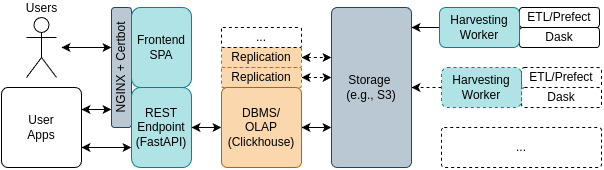 Users
NGINX + Certbot
Frontend
SPA
...
Replication
Replication
Storage
(e.g., S3)
Harvesting
Worker
ETL/Prefect
Dask
Harvesting
Worker
ETL/Prefect
Dask
User
Apps
REST
Endpoint
(FastAPI)
DBMS/
OLAP
(Clickhouse)
...